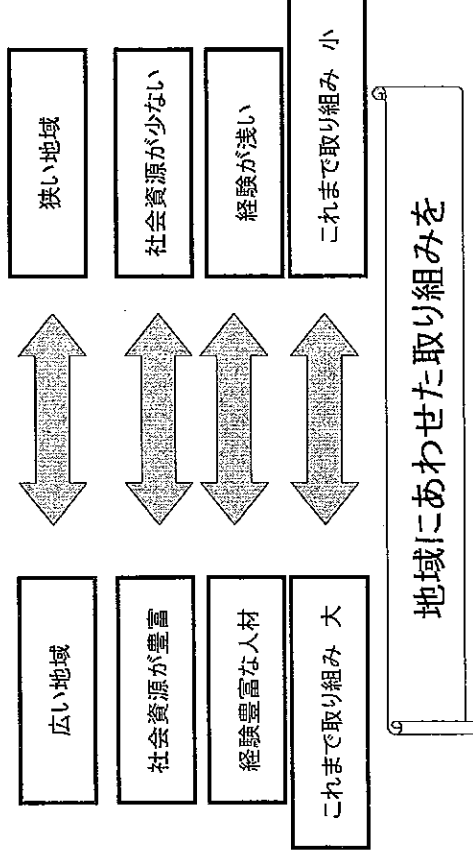 広い地域
狭い地域
社会資源が豊富
社会資源が少ない
経験豊富な人材
経験が浅い
これまで取り組み 大
これまで取り組み 小
地域にあわせた取り組みを